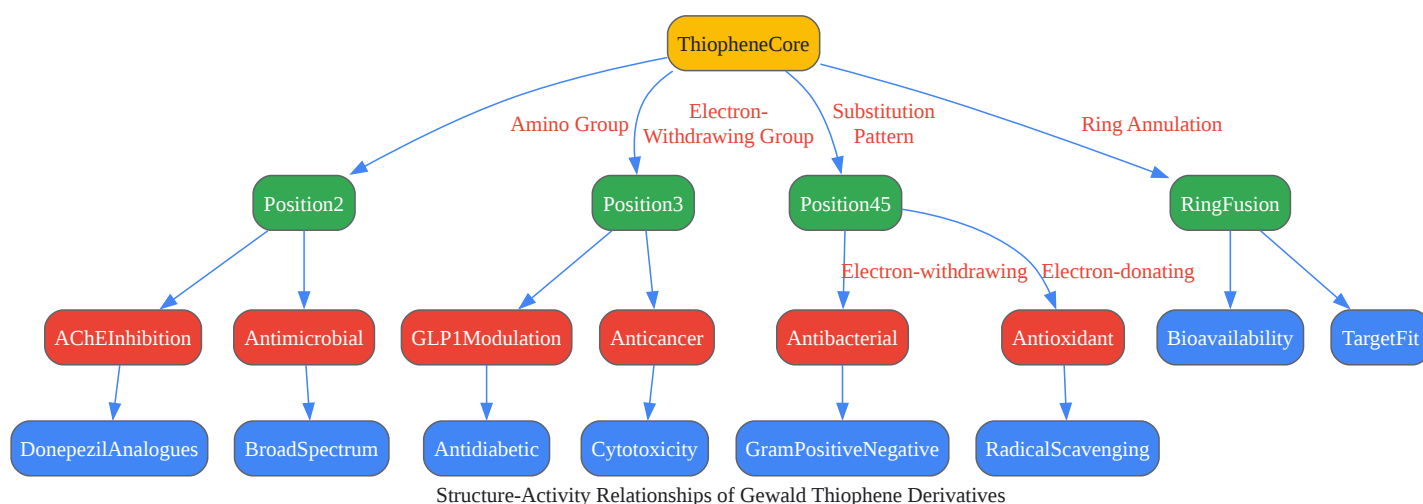 ThiopheneCore
Amino Group
Electron-
Withdrawing Group
Substitution
Pattern
Ring Annulation
Position2
Position3
Position45
RingFusion
Electron-withdrawing
Electron-donating
AChEInhibition
Antimicrobial
GLP1Modulation
Anticancer
Antibacterial
Antioxidant
Bioavailability
TargetFit
DonepezilAnalogues
BroadSpectrum
Antidiabetic
Cytotoxicity
GramPositiveNegative
RadicalScavenging
Structure-Activity Relationships of Gewald Thiophene Derivatives